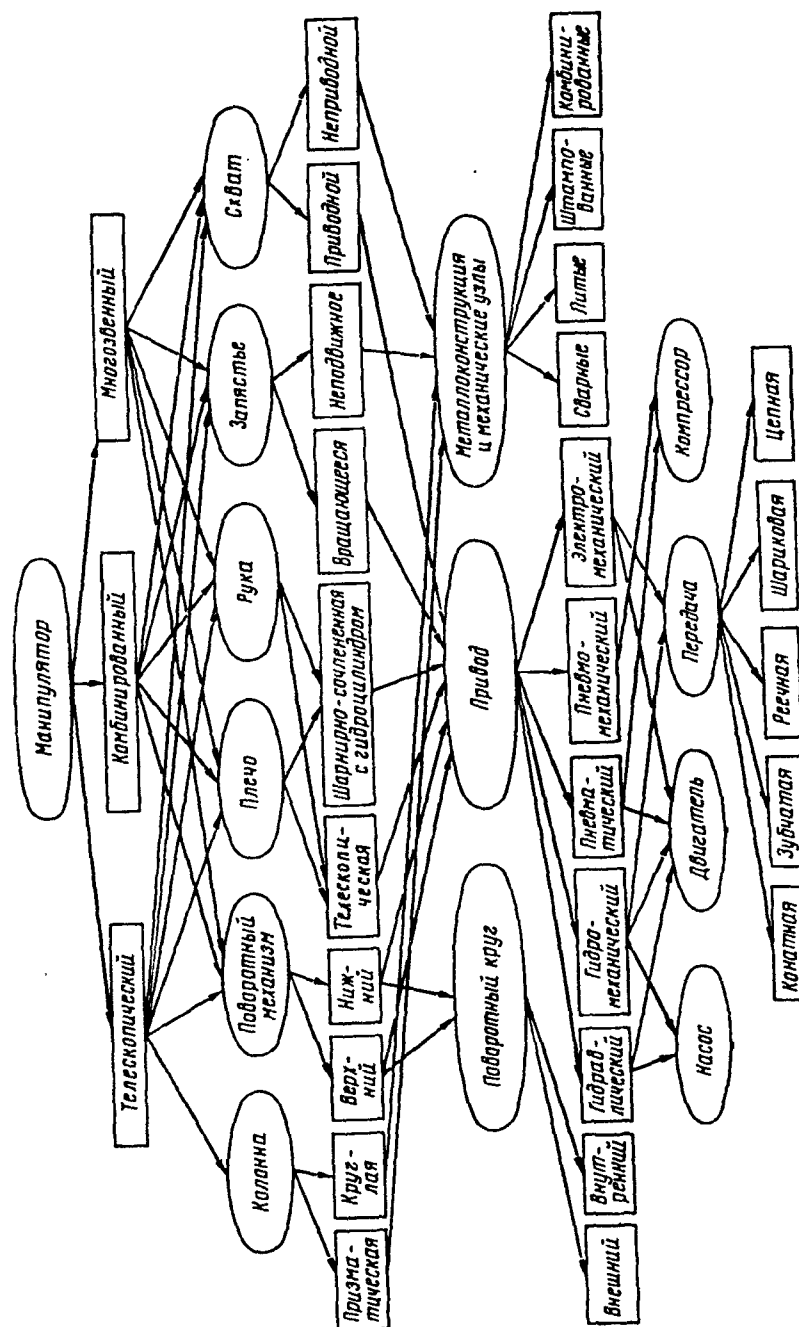 Манипулятор
Телескопический
Комбинированный
Многозвенный
Колонна
Поворотный
механизм
Плечо
Рука
Запястье
Схват
Призма-
тическая
Круг-
лая
Верх-
ний
Ниж-
ний
Телескопи-
ческая
Шарнирно-сочлененная
с гидроцилиндром
Вращающееся
Неподвижное
Приводной
Неприводной
Поворотный круг
Привод
Металлоконструкция
и механические узлы
Внешний
Внут-
ренний
Гидрав-
лический
Гидро-
механический
Пневма-
тический
Пневмо-
механический
Электро-
механический
Сварные
Литые
Штампо-
ванные
Комбини-
рованные
Насос
Двигатель
Передача
Компрессор
Канатная
Зубчатая
Реечная
Шариковая
Цепная